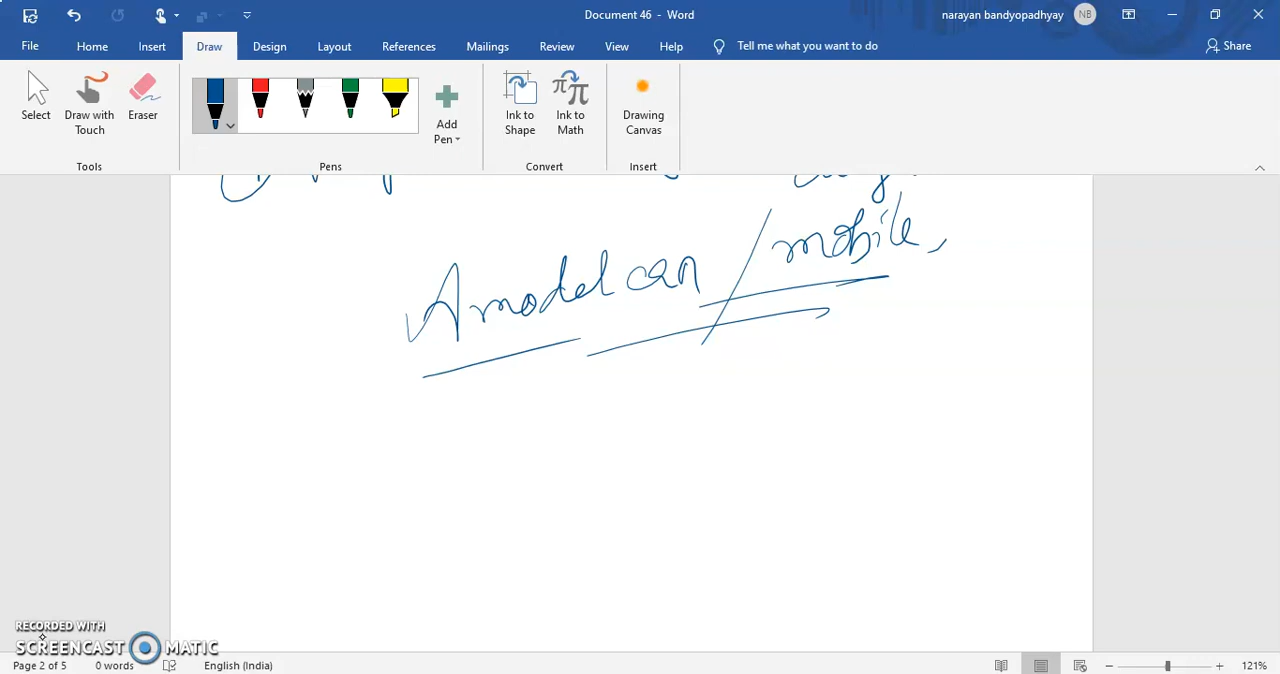 Document 46 - Word
narayan bandyopadhyay NB
File Home Insert Draw Design Layout References Mailings Review View Help Tell me what you want to do Share
Select Draw with Touch Eraser Add Pen Ink to Shape Ink to Math Drawing Canvas
Tools Pens Convert Insert
A model can / mobile,
RECORDED WITH
SCREENCAST MATIC
Page 2 of 5 0 words English (India) 121%